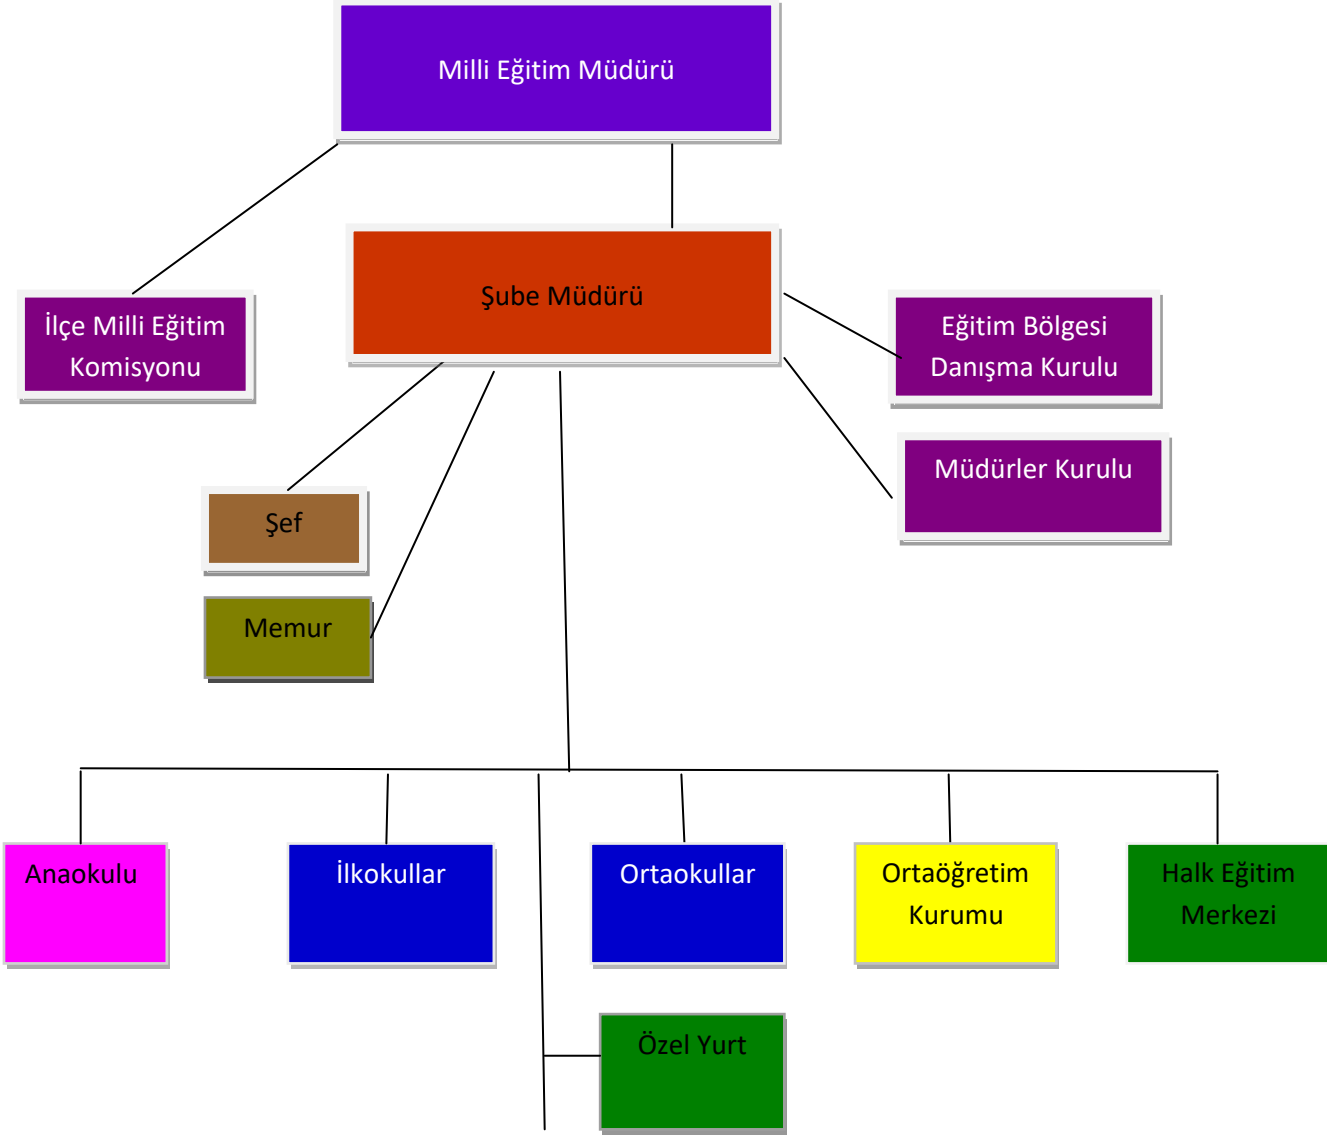 Milli Eğitim Müdürü
Şube Müdürü
İlçe Milli Eğitim
Komisyonu
Eğitim Bölgesi
Danışma Kurulu
Müdürler Kurulu
Şef
Memur
Anaokulu
İlkokullar
Ortaokullar
Ortaöğretim
Kurumu
Halk Eğitim
Merkezi
Özel Yurt